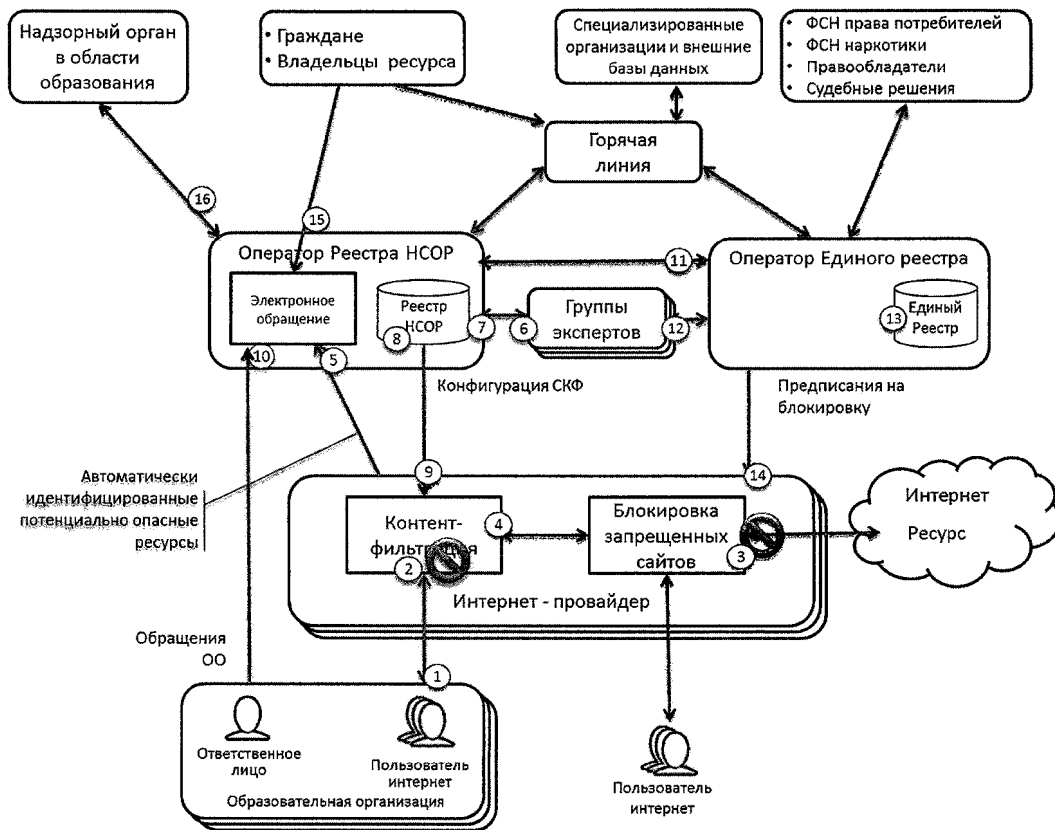 Надзорный орган
в области
образования
• Граждане
• Владельцы ресурса
Специализированные
организации и внешние
базы данных
• ФСН права потребителей
• ФСН наркотики
• Правообладатели
• Судебные решения
Горячая
линия
16
15
Оператор Реестра НСОР
11
Оператор Единого реестра
Электронное
обращение
Реестр
НСОР
8
7
6
Группы
экспертов
12
13
Единый
Реестр
10
5
Конфигурация СКФ
Предписания на
блокировку
Автоматически
идентифицированные
потенциально опасные
ресурсы
9
14
Контент-
фильтрация
2
4
Блокировка
запрещенных
сайтов
3
Интернет
Ресурс
Интернет - провайдер
Обращения
ОО
1
Ответственное
лицо
Пользователь
интернет
Образовательная организация
Пользователь
интернет